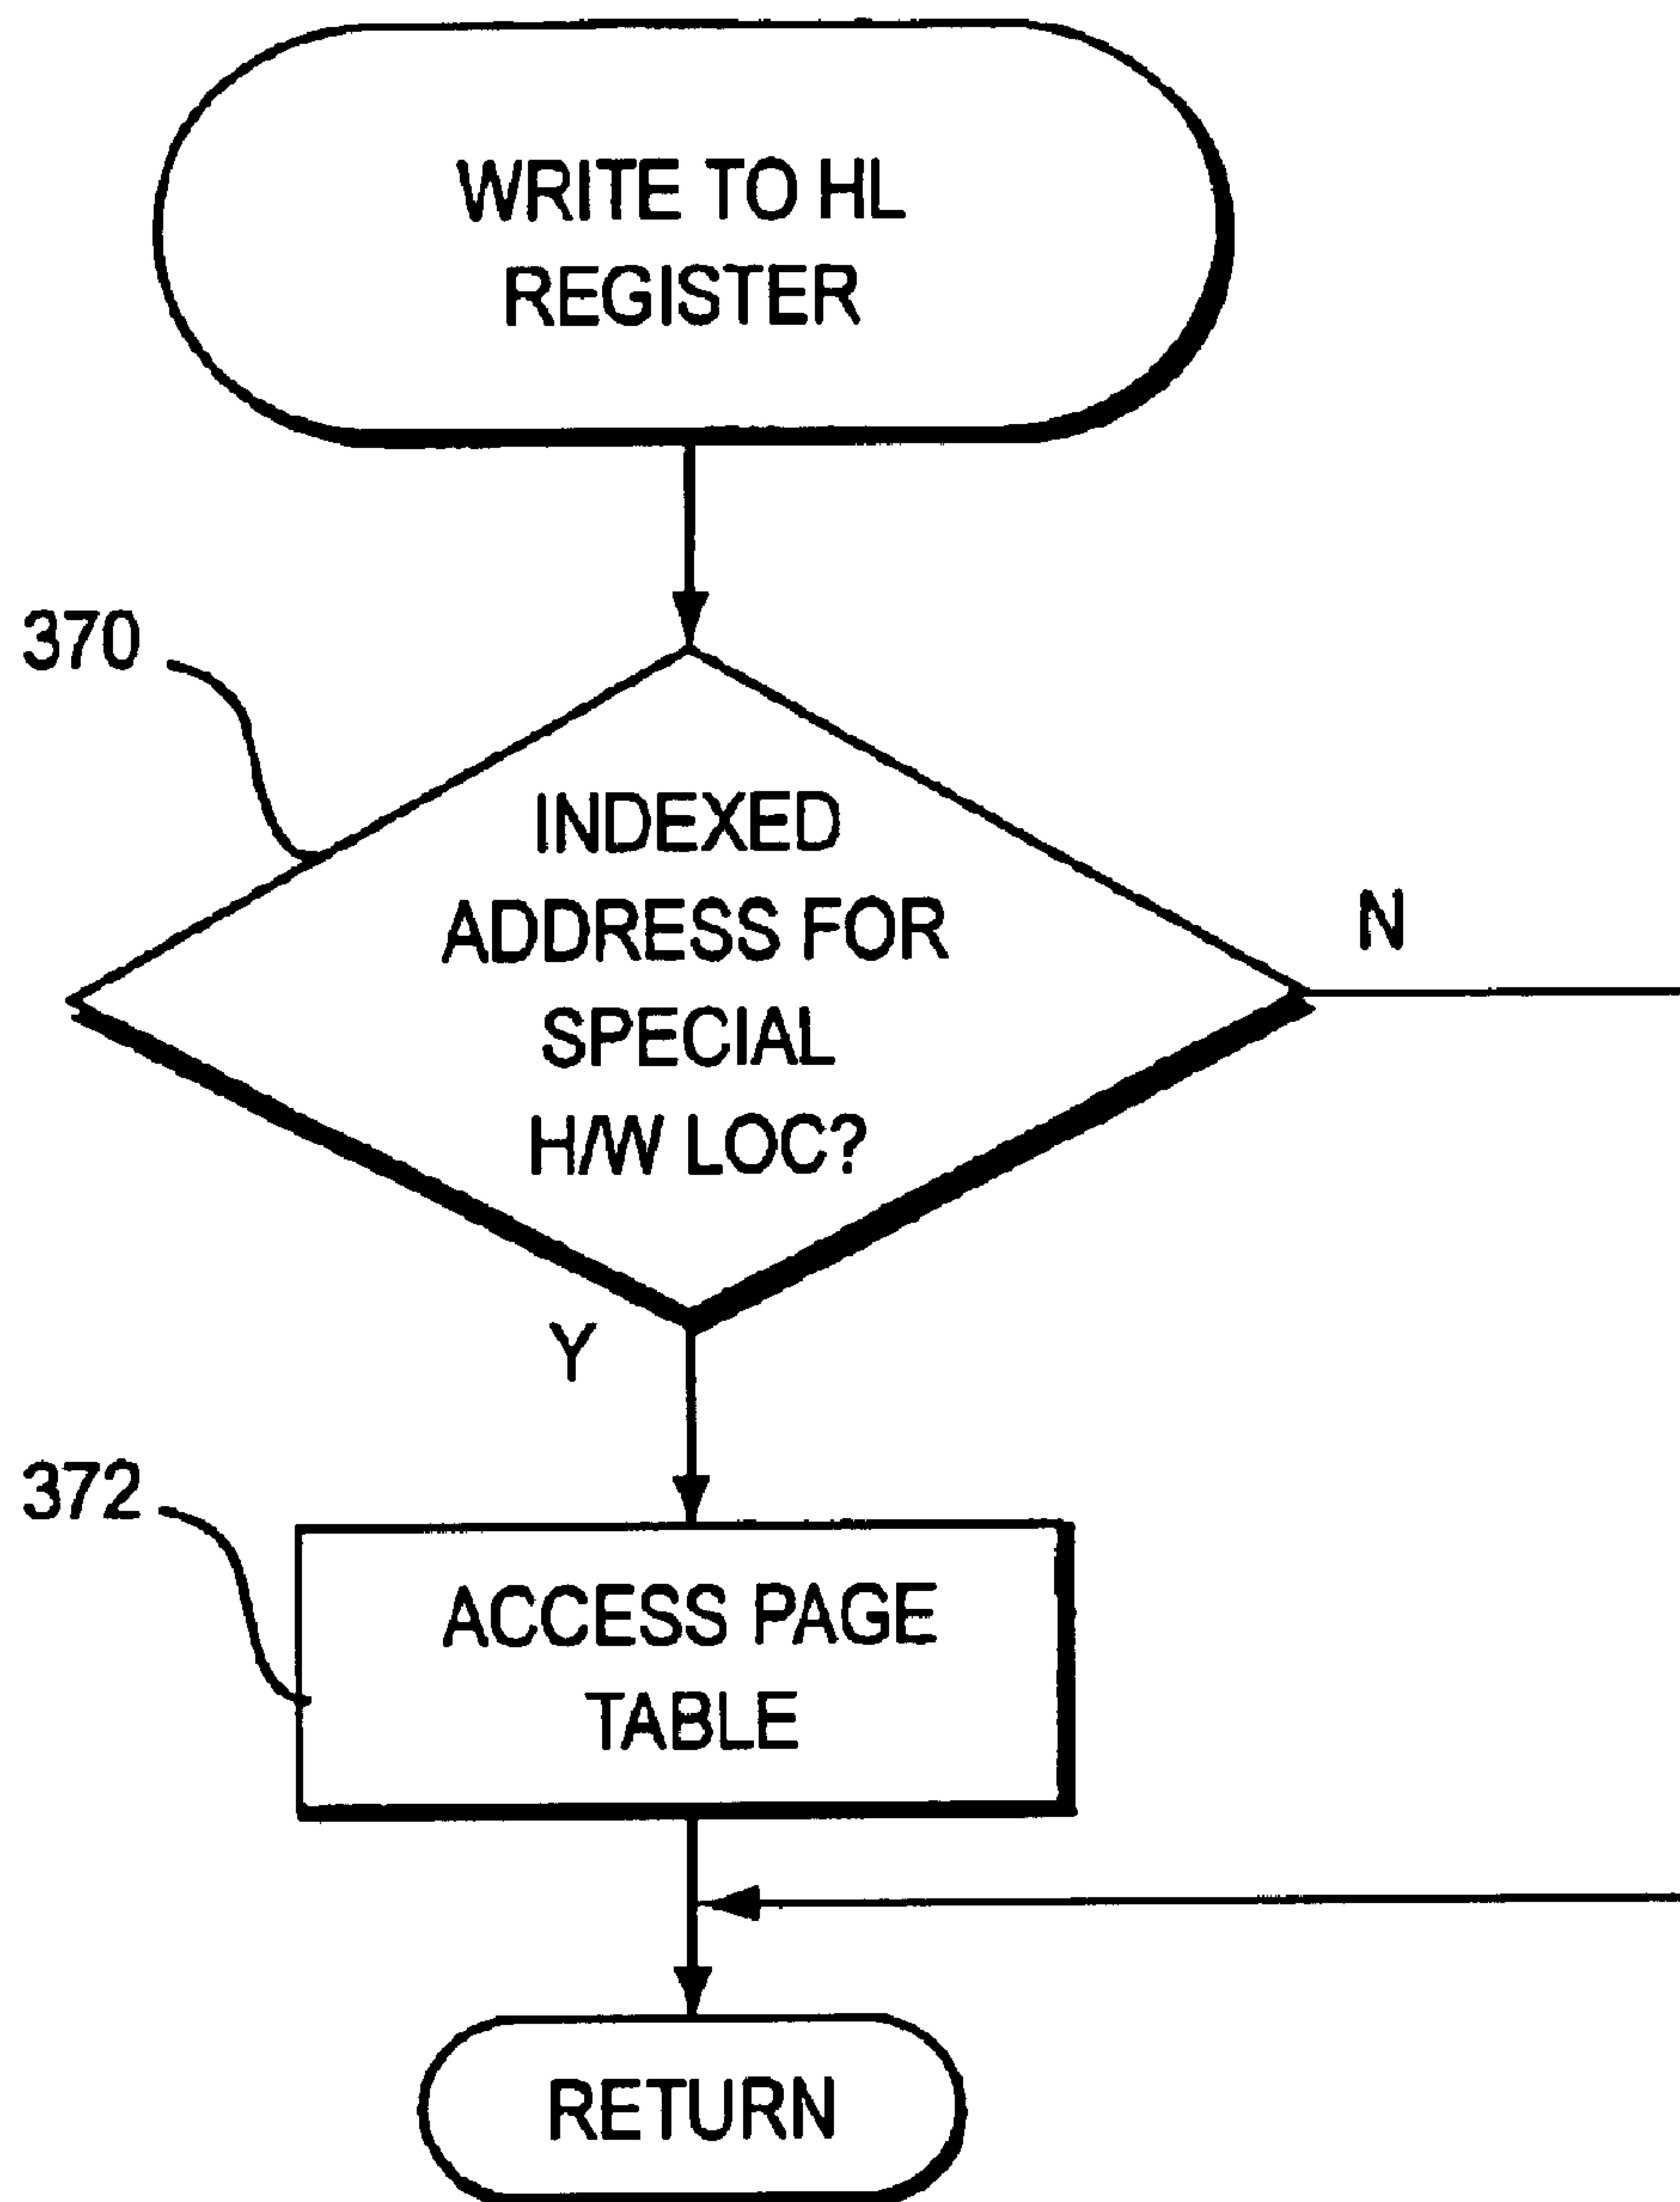 WRITE TO HL
REGISTER
370
INDEXED
ADDRESS FOR
SPECIAL
H/W LOC?
N
Y
372
ACCESS PAGE
TABLE
RETURN